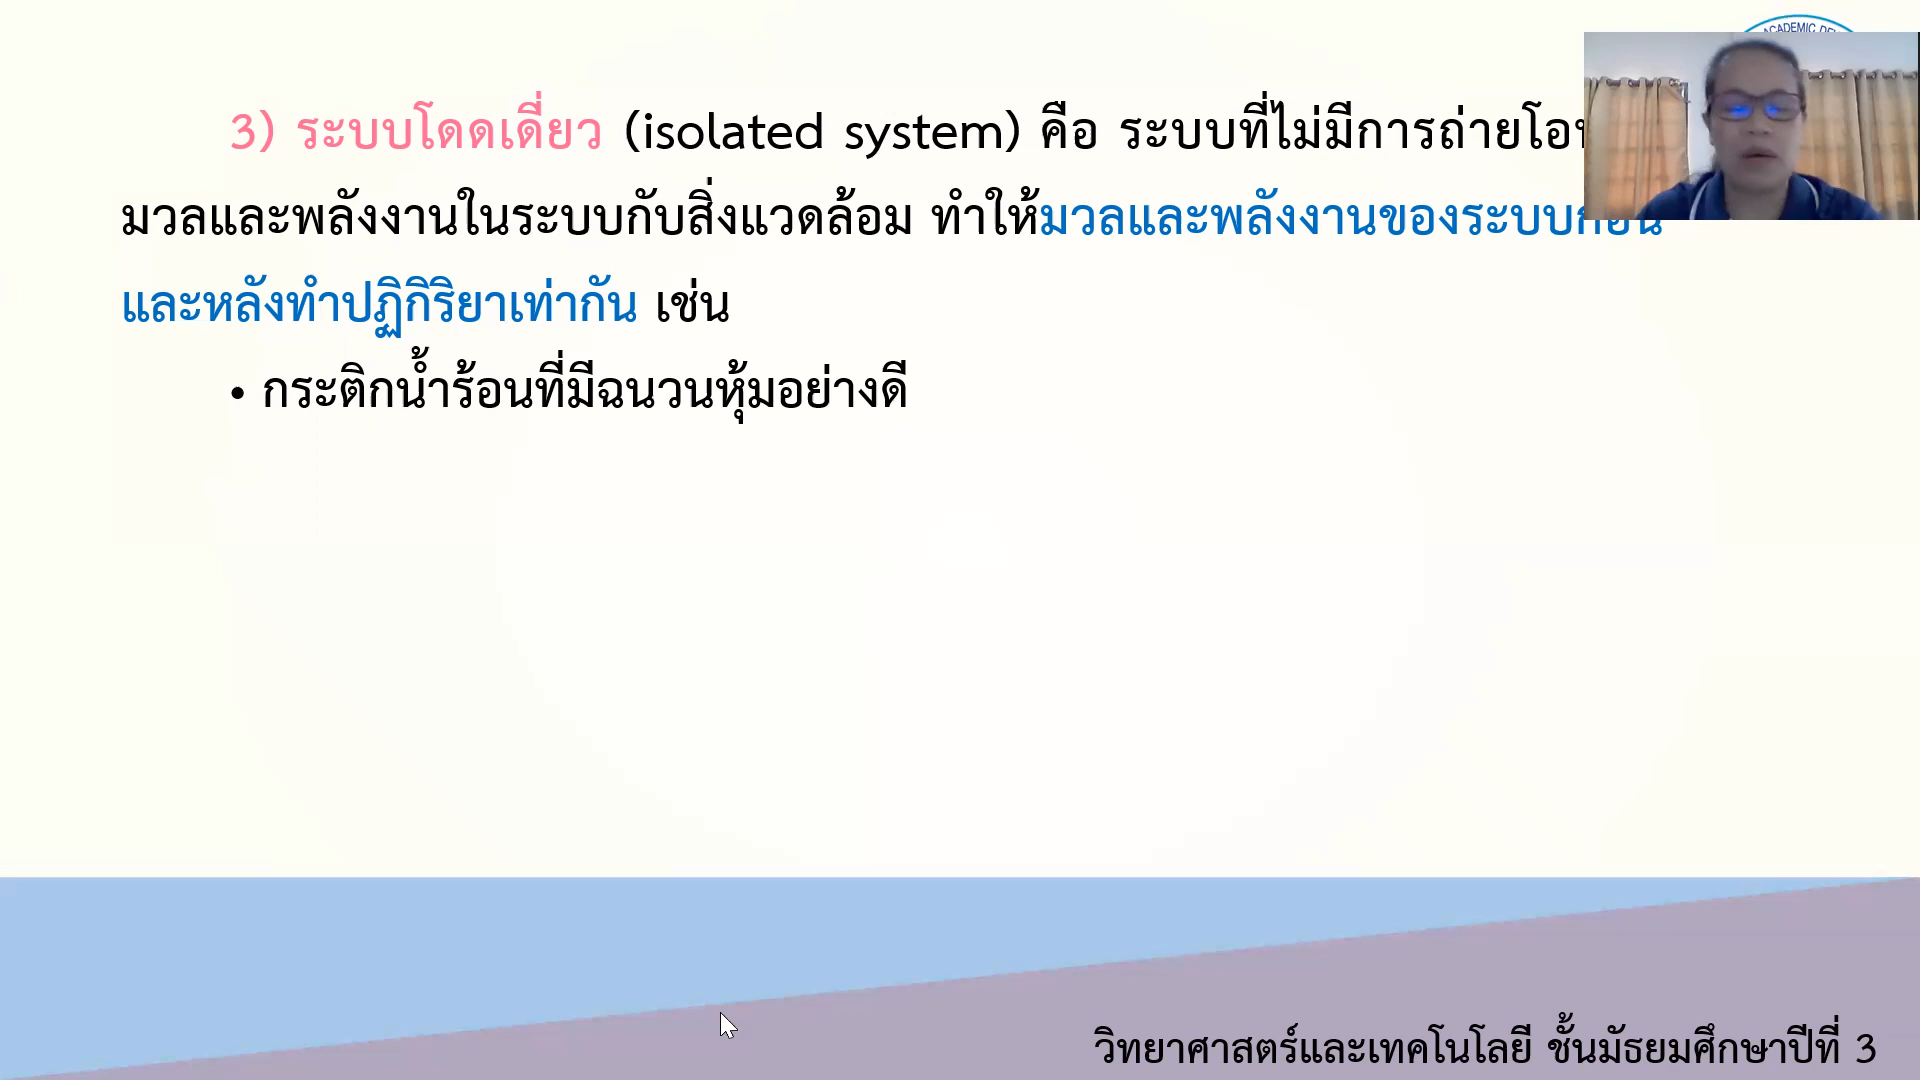 ACADEMIC
3) ระบบโดดเดี่ยว (isolated system) คือ ระบบที่ไม่มีการถ่ายโอน
มวลและพลังงานในระบบกับสิ่งแวดล้อม ทำให้มวลและพลังงานของระบบก่อน
และหลังทำปฏิกิริยาเท่ากัน เช่น
• กระติกน้ำร้อนที่มีฉนวนหุ้มอย่างดี
วิทยาศาสตร์และเทคโนโลยี ชั้นมัธยมศึกษาปีที่ 3